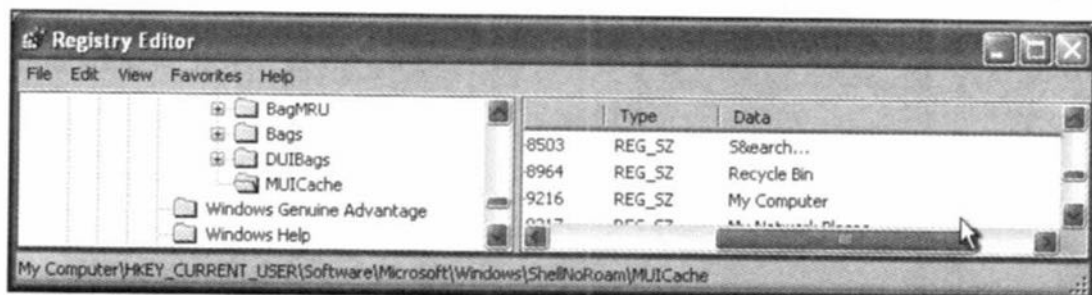 Registry Editor
File Edit View Favorites Help
BagMRU
Bags
DUIBags
MUICache
Windows Genuine Advantage
Windows Help
Type Data
-8503 REG_SZ S&earch...
-8964 REG_SZ Recycle Bin
-9216 REG_SZ My Computer
My Computer\HKEY_CURRENT_USER\Software\Microsoft\Windows\ShellNoRoam\MUICache